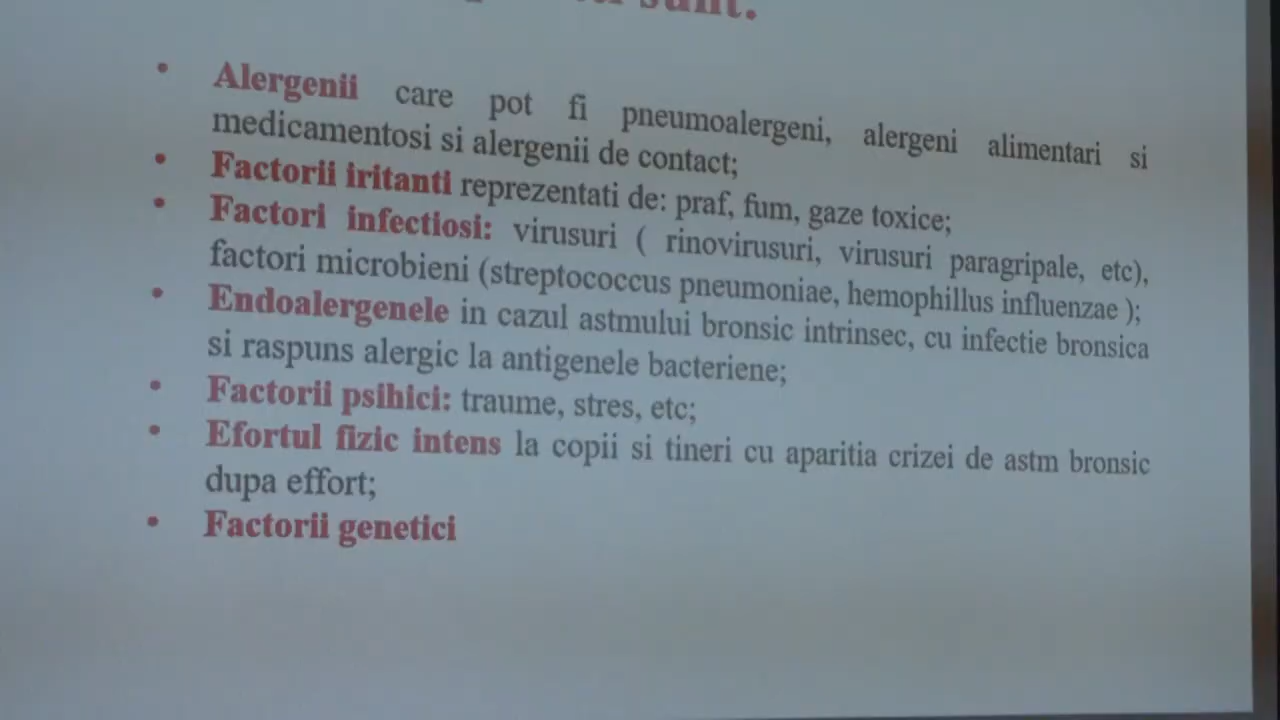 sunt.
• Alergenii care pot fi pneumoalergeni, alergeni alimentari si
medicamentosi si alergenii de contact;
• Factorii iritanti reprezentati de: praf, fum, gaze toxice;
• Factori infectiosi: virusuri ( rinovirusuri, virusuri paragripale, etc),
factori microbieni (streptococcus pneumoniae, hemophillus influenzae );
• Endoalergenele in cazul astmului bronsic intrinsec, cu infectie bronsica
si raspuns alergic la antigenele bacteriene;
• Factorii psihici: traume, stres, etc;
• Efortul fizic intens la copii si tineri cu aparitia crizei de astm bronsic
dupa effort;
• Factorii genetici